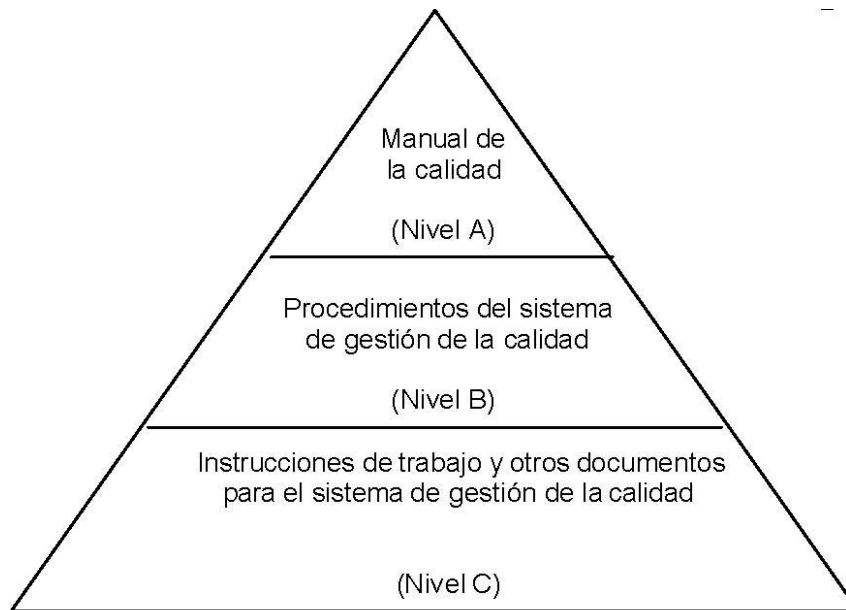 Manual de
la calidad
(Nivel A)
Procedimientos del sistema
de gestión de la calidad
(Nivel B)
Instrucciones de trabajo y otros documentos
para el sistema de gestión de la calidad
(Nivel C)